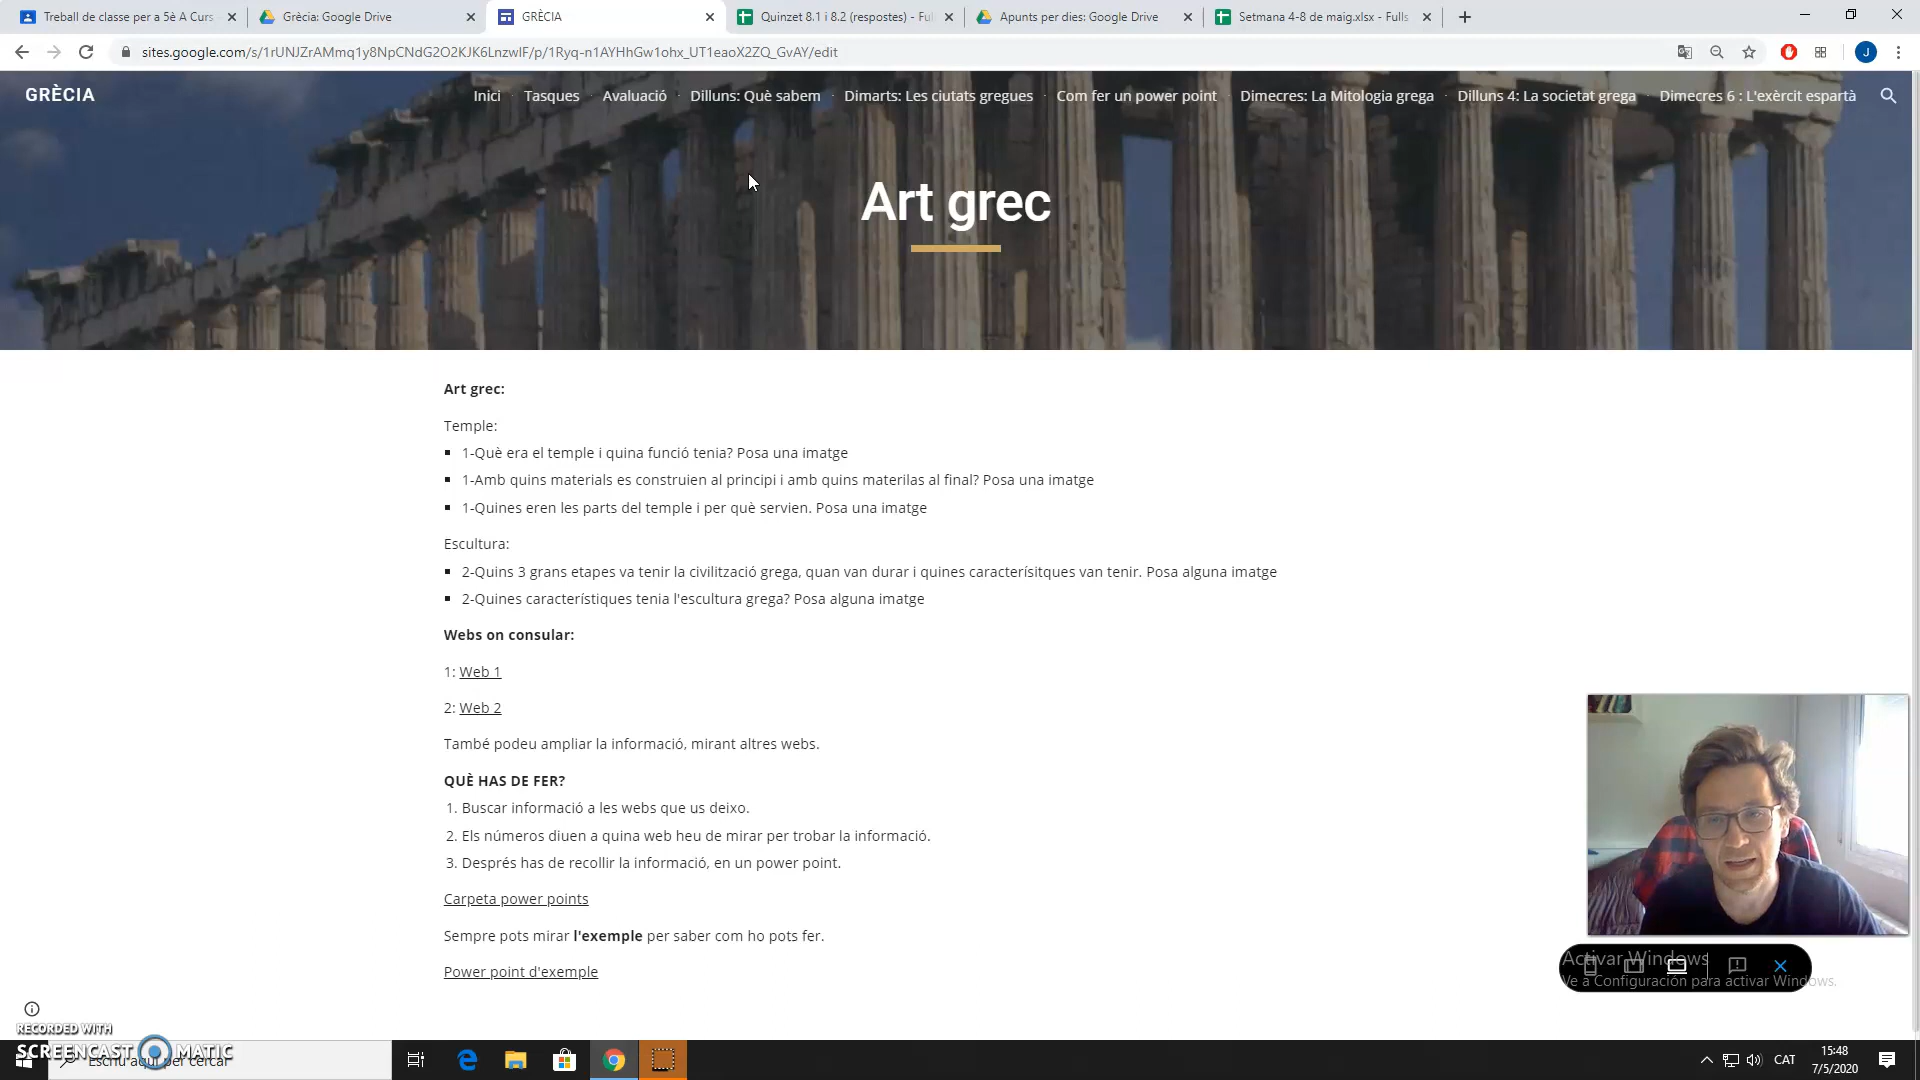 Treball de classe per a 5è A Curs
Grècia: Google Drive
GRÈCIA
Quinzet 8.1 i 8.2 (respostes) - Ful
Apunts per dies: Google Drive
Setmana 4-8 de maig.xlsx - Fulls
sites.google.com/s/1rUNJZrAMmq1y8NpCNdG2O2KJK6LnzwIF/p/1Ryq-n1AYHhGw1ohx_UT1eaoX2ZQ_GvAY/edit
J
GRÈCIA
Inici
Tasques
Avaluació
Dilluns: Què sabem
Dimarts: Les ciutats gregues
Com fer un power point
Dimecres: La Mitologia grega
Dilluns 4: La societat grega
Dimecres 6 : L'exèrcit espartà
Art grec
Art grec:
Temple:
1-Què era el temple i quina funció tenia? Posa una imatge
1-Amb quins materials es construien al principi i amb quins materilas al final? Posa una imatge
1-Quines eren les parts del temple i per què servien. Posa una imatge
Escultura:
2-Quins 3 grans etapes va tenir la civilització grega, quan van durar i quines caracterísitques van tenir. Posa alguna imatge
2-Quines característiques tenia l'escultura grega? Posa alguna imatge
Webs on consular:
1: Web 1
2: Web 2
També podeu ampliar la informació, mirant altres webs.
QUÈ HAS DE FER?
1. Buscar informació a les webs que us deixo.
2. Els números diuen a quina web heu de mirar per trobar la informació.
3. Després has de recollir la informació, en un power point.
Carpeta power points
Sempre pots mirar l'exemple per saber com ho pots fer.
Power point d'exemple
Activar Windows
Ve a Configuración para activar Windows.
RECORDED WITH
SCREENCAST MATIC
Escriu aquí per cercar
CAT
15:48
7/5/2020